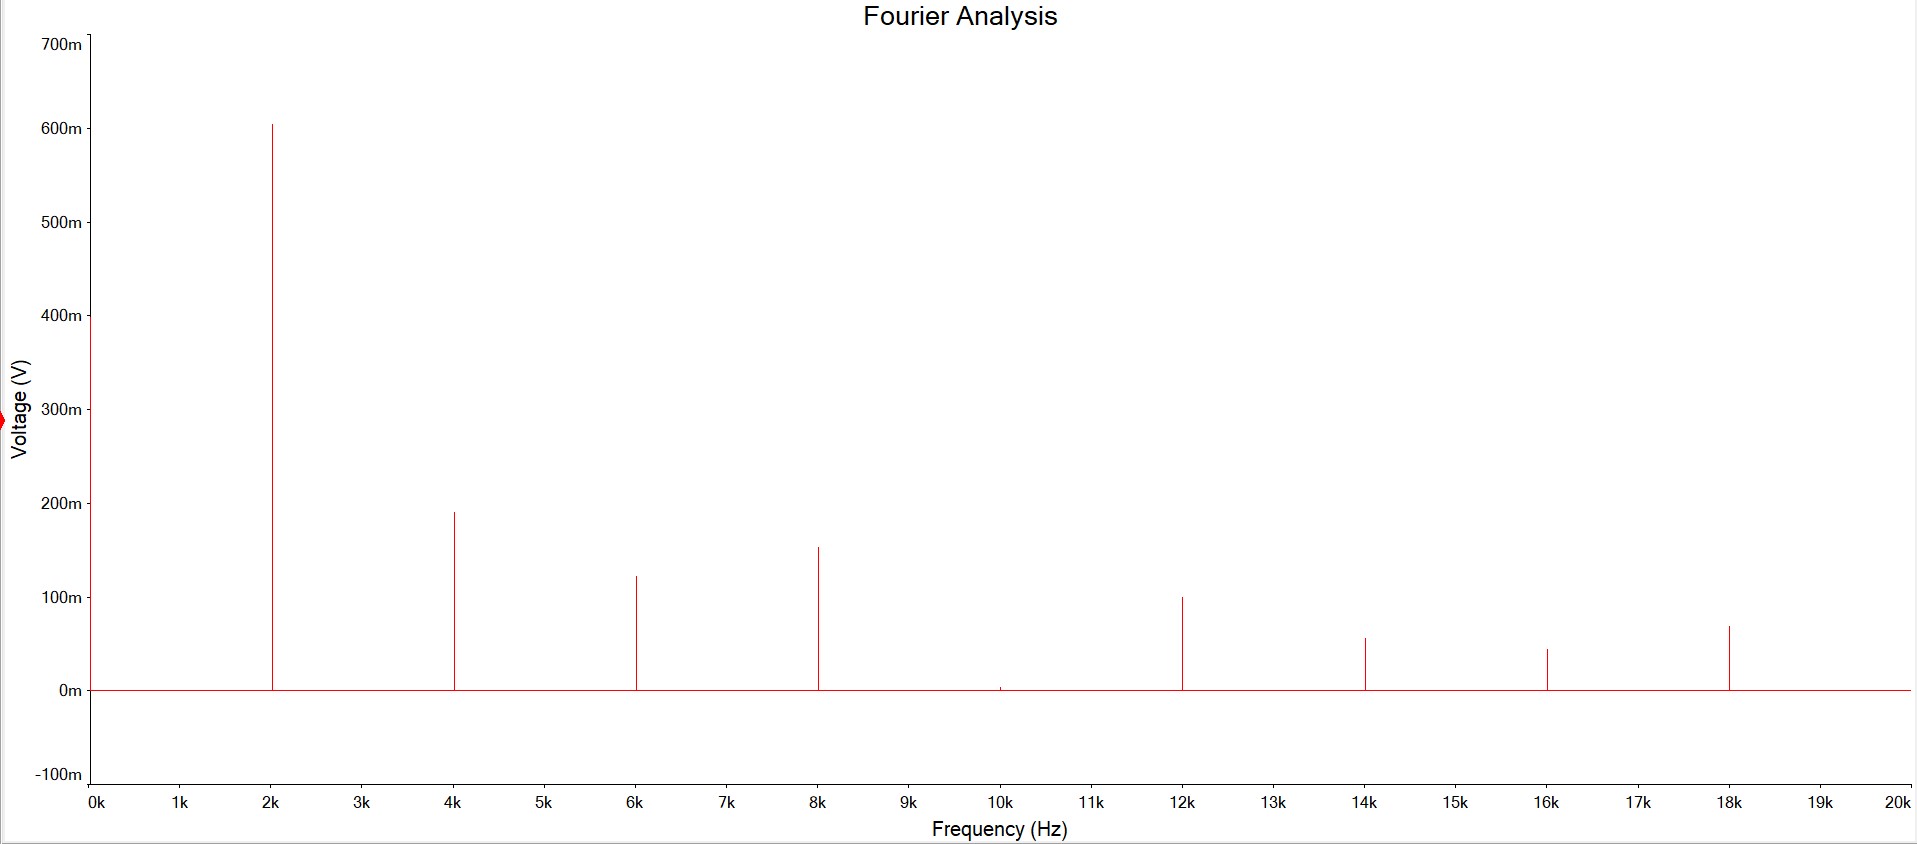 Fourier Analysis
700m
600m
500m
400m
300m
200m
100m
0m
-100m
Voltage (V)
0k 1k 2k 3k 4k 5k 6k 7k 8k 9k 10k 11k 12k 13k 14k 15k 16k 17k 18k 19k 20k
Frequency (Hz)